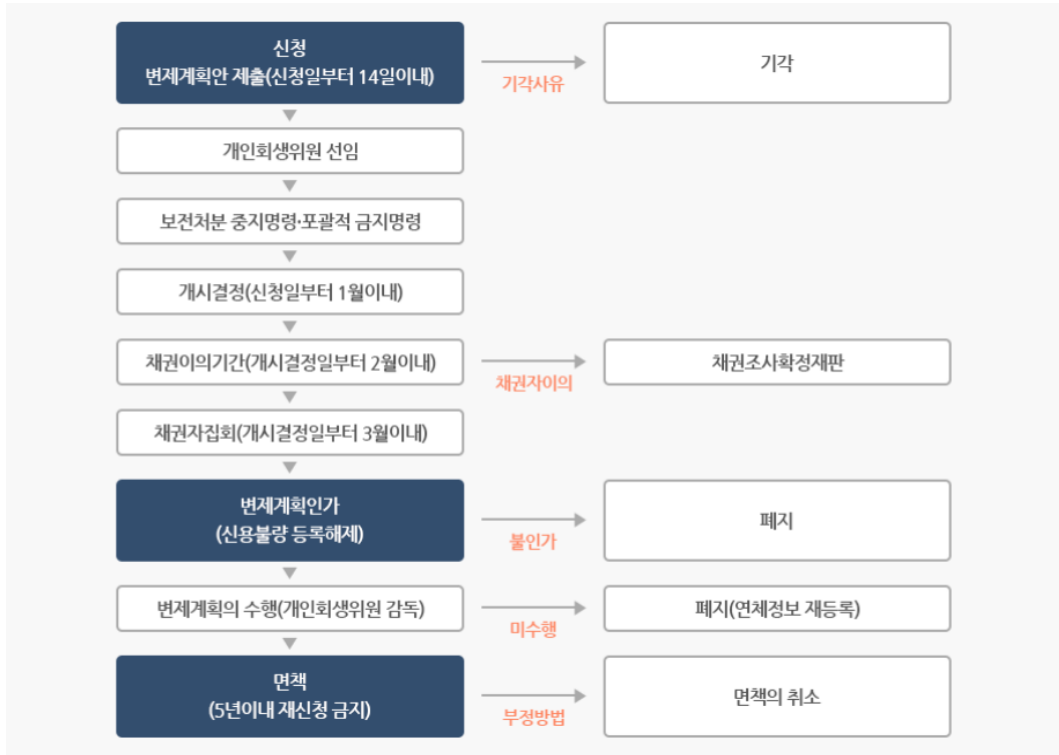 신청
변제계획안 제출(신청일부터 14일이내)
기각사유
기각
개인회생위원 선임
보전처분 중지명령·포괄적 금지명령
개시결정(신청일부터 1월이내)
채권이의기간(개시결정일부터 2월이내)
채권자이의
채권조사확정재판
채권자집회(개시결정일부터 3월이내)
변제계획인가
(신용불량 등록해제)
불인가
폐지
변제계획의 수행(개인회생위원 감독)
미수행
폐지(연체정보 재등록)
면책
(5년이내 재신청 금지)
부정방법
면책의 취소